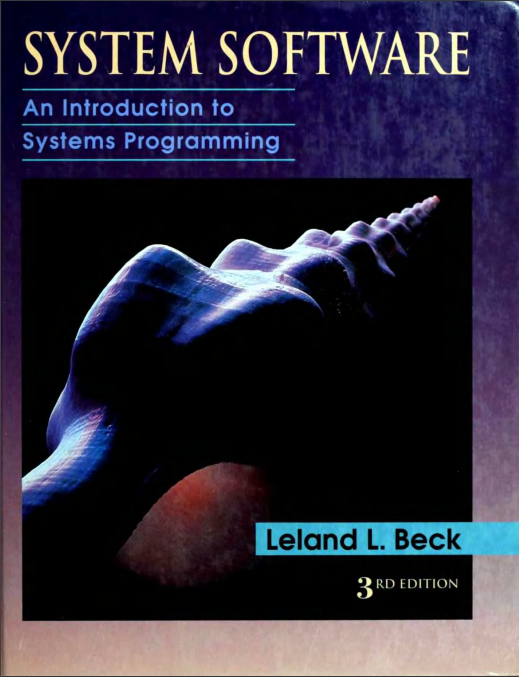 SYSTEM SOFTWARE
An Introduction to
Systems Programming
Leland L. Beck
3RD EDITION